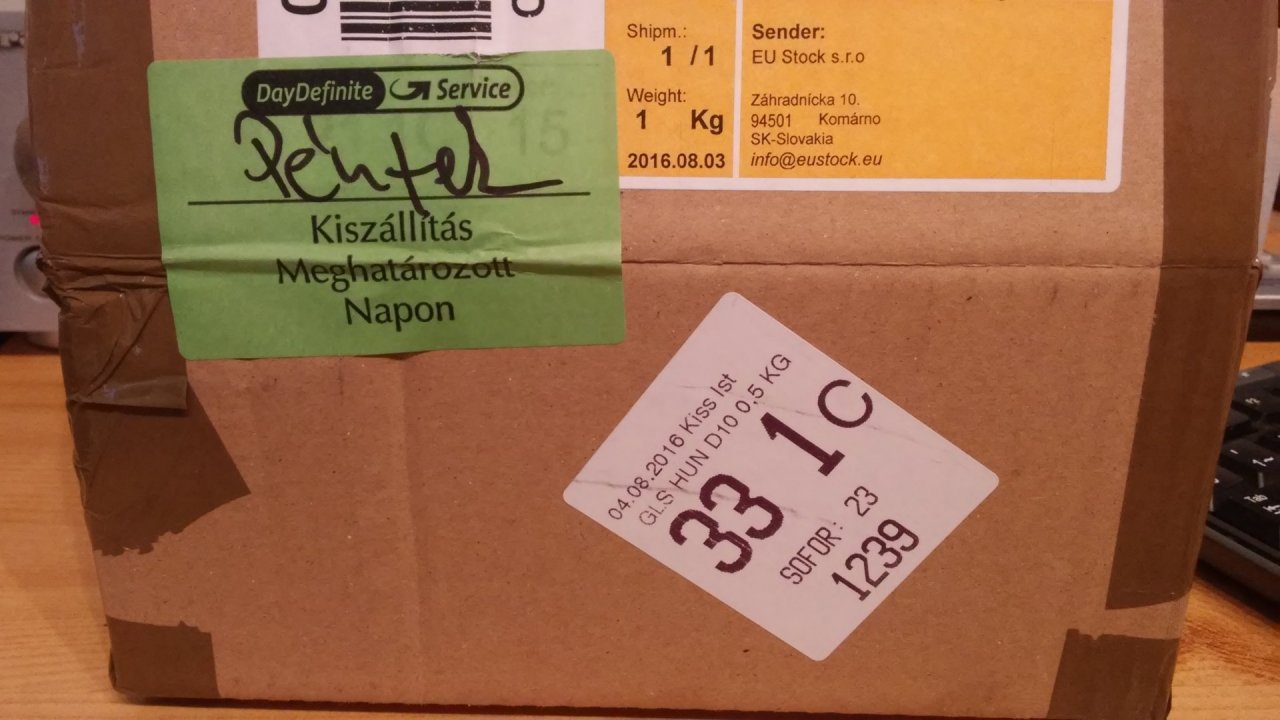 DayDefinite Service
Péntek
Kiszállítás
Meghatározott
Napon
Shipm.:
1 / 1
Weight:
1 Kg
2016.08.03
Sender:
EU Stock s.r.o
Záhradnícka 10.
94501 Komárno
SK-Slovakia
info@eustock.eu
04.08.2016 Kiss Ist
GLS HUN D10 0.5 KG
33 1 C
SOFOR: 23
1239